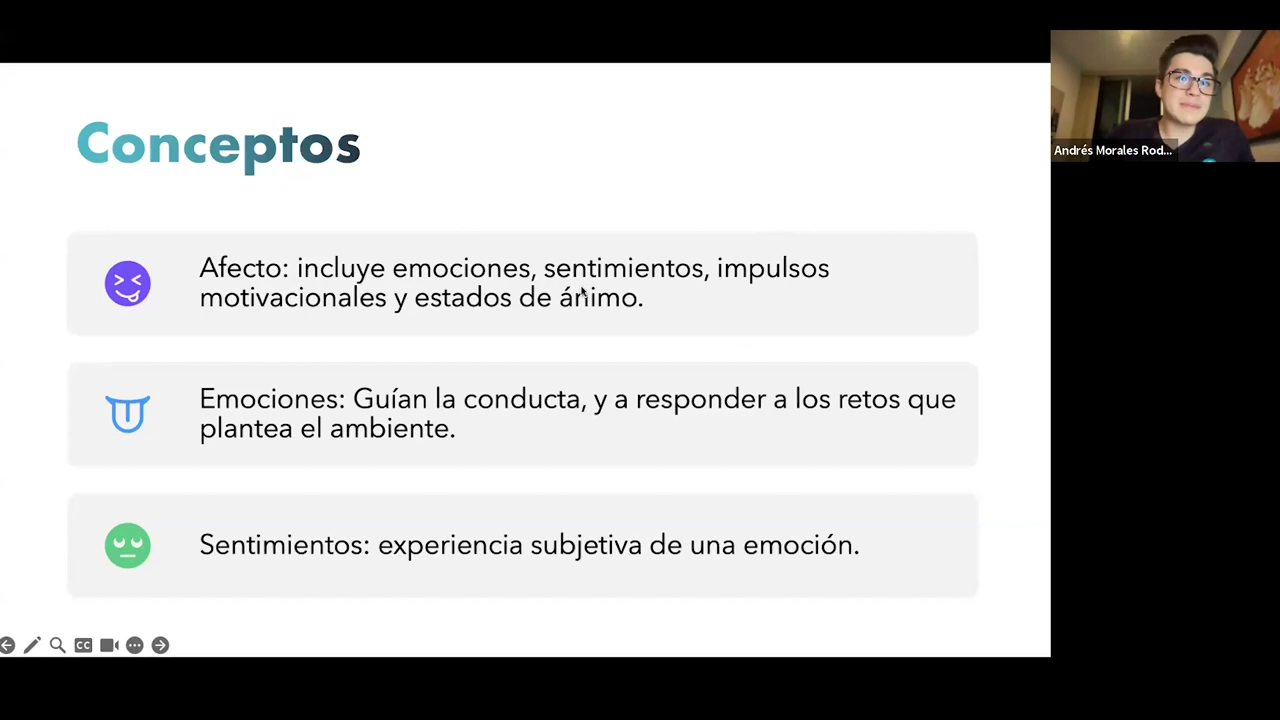 Conceptos
Andrés Morales Rod...
Afecto: incluye emociones, sentimientos, impulsos
motivacionales y estados de ánimo.
Emociones: Guían la conducta, y a responder a los retos que
plantea el ambiente.
Sentimientos: experiencia subjetiva de una emoción.
CC